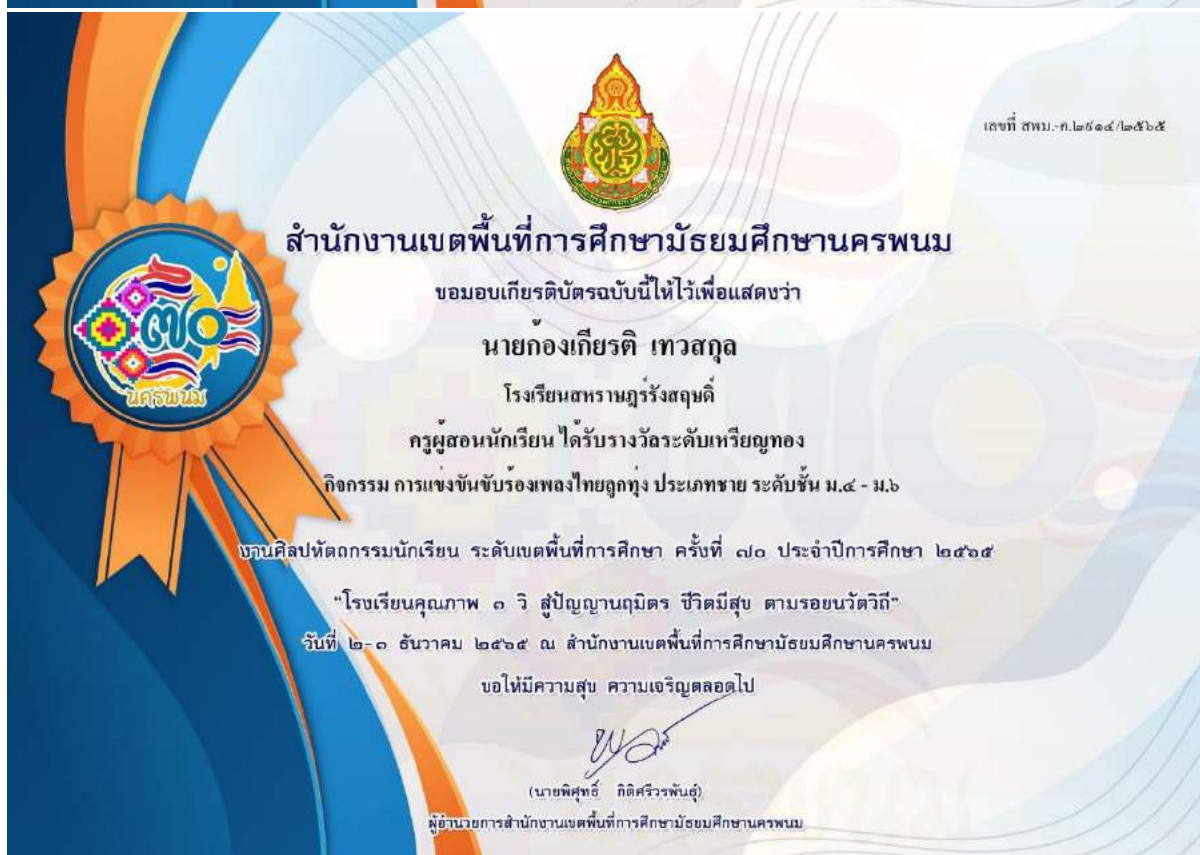 เลขที่ สพม.-ค.๒๙๑๔/๒๕๖๕
สำนักงานเขตพื้นที่การศึกษามัธยมศึกษานครพนม
ขอมอบเกียรติบัตรฉบับนี้ให้ไว้เพื่อแสดงว่า
นายก้องเกียรติ เทวสกุล
โรงเรียนสหราษฎร์รังสฤษดิ์
ครูผู้สอนนักเรียน ได้รับรางวัลระดับเหรียญทอง
กิจกรรม การแข่งขันขับร้องเพลงไทยลูกทุ่ง ประเภทชาย ระดับชั้น ม.๔ - ม.๖
งานศิลปหัตถกรรมนักเรียน ระดับเขตพื้นที่การศึกษา ครั้งที่ ๗๐ ประจำปีการศึกษา ๒๕๖๕
"โรงเรียนคุณภาพ ๓ วิ สู่ปัญญานฤมิตร ชีวิตมีสุข ตามรอยนวัตวิถี"
วันที่ ๒-๓ ธันวาคม ๒๕๖๕ ณ สำนักงานเขตพื้นที่การศึกษามัธยมศึกษานครพนม
ขอให้มีความสุข ความเจริญตลอดไป
(นายพิศุทธิ์ กิติศรีวรพันธุ์)
ผู้อำนวยการสำนักงานเขตพื้นที่การศึกษามัธยมศึกษานครพนม
๗๐
นครพนม